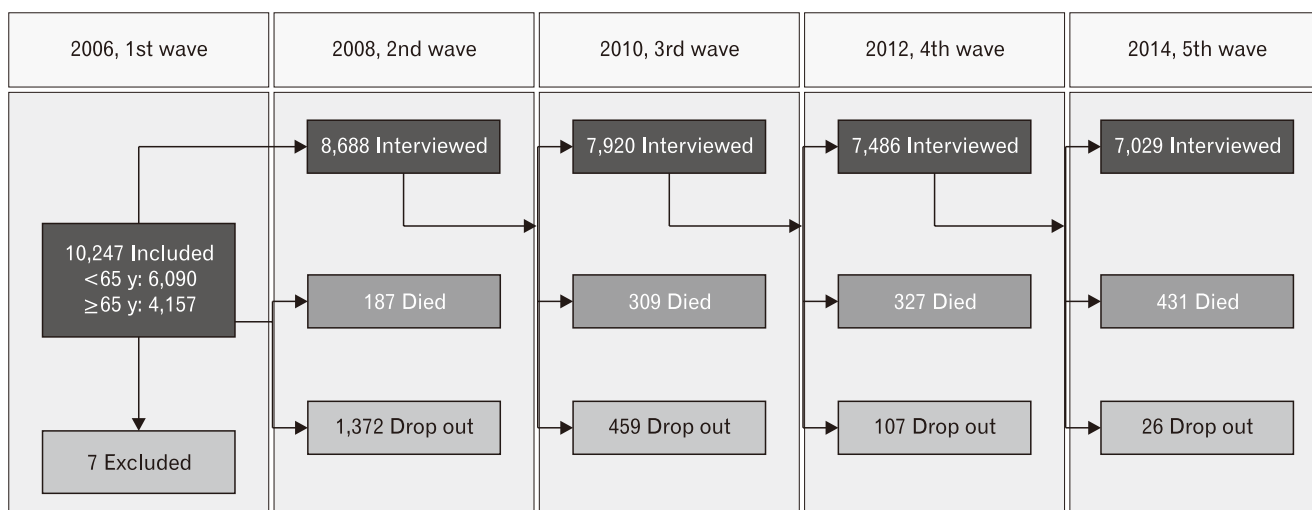 2006, 1st wave
2008, 2nd wave
2010, 3rd wave
2012, 4th wave
2014, 5th wave
8,688 Interviewed
7,920 Interviewed
7,486 Interviewed
7,029 Interviewed
10,247 Included
<65 y: 6,090
≥65 y: 4,157
187 Died
309 Died
327 Died
431 Died
1,372 Drop out
459 Drop out
107 Drop out
26 Drop out
7 Excluded